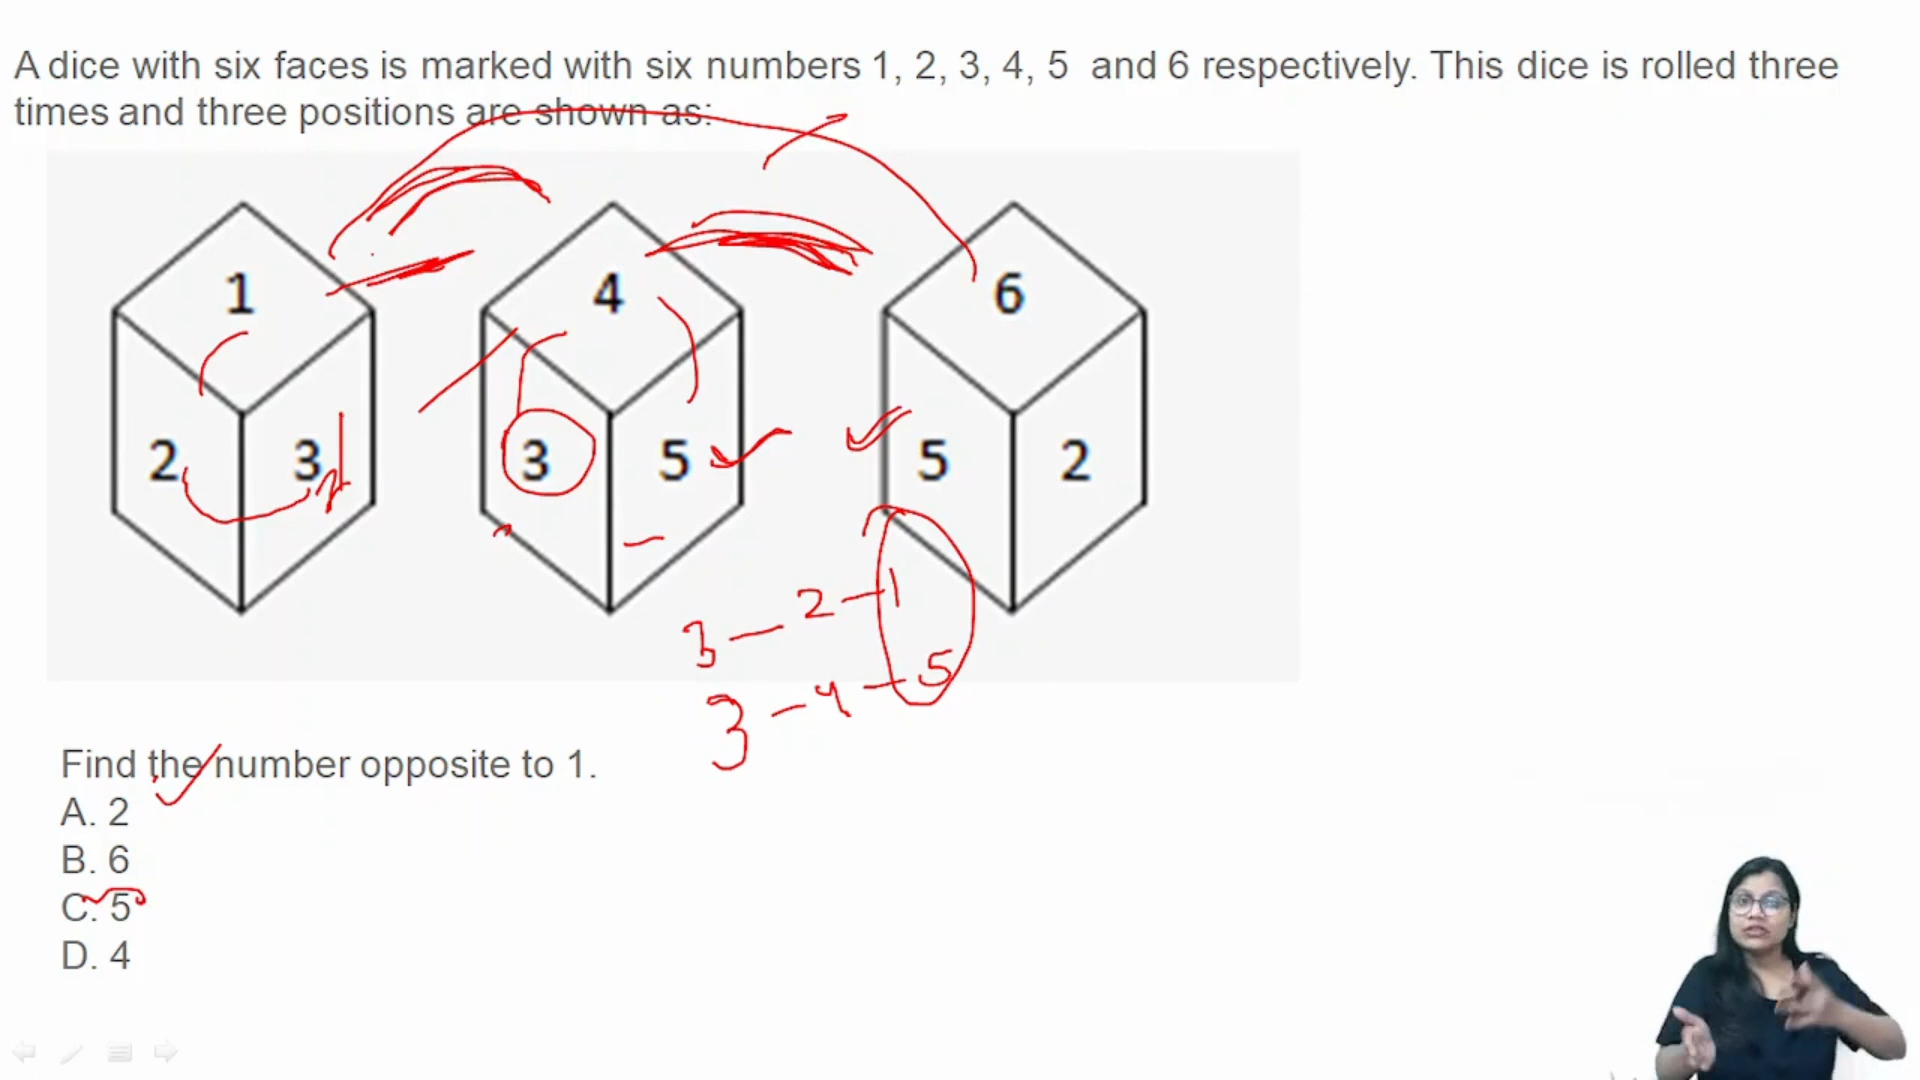 A dice with six faces is marked with six numbers 1, 2, 3, 4, 5 and 6 respectively. This dice is rolled three
times and three positions are shown as:
1 4 6
2 3 3 5 5 2
3 – 2 – 1
3 – 4 – 5
Find the number opposite to 1.
A. 2
B. 6
C. 5
D. 4